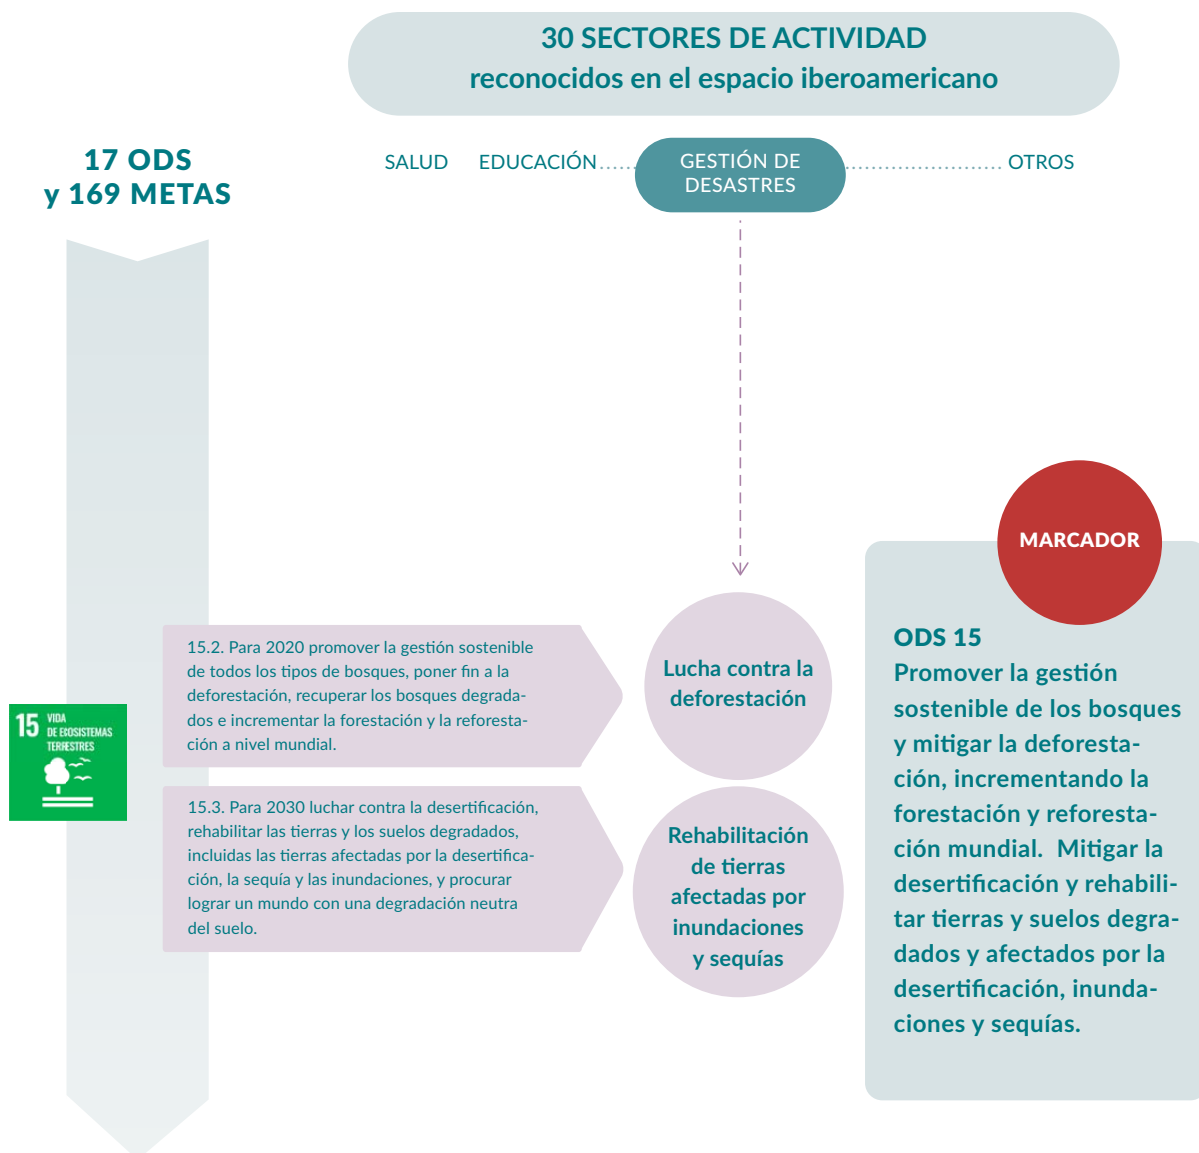 30 SECTORES DE ACTIVIDAD
reconocidos en el espacio iberoamericano
17 ODS
y 169 METAS
SALUD EDUCACIÓN
GESTIÓN DE
DESASTRES
OTROS
MARCADOR
15.2. Para 2020 promover la gestión sostenible
de todos los tipos de bosques, poner fin a la
deforestación, recuperar los bosques degrada-
dos e incrementar la forestación y la reforesta-
ción a nivel mundial.
Lucha contra la
deforestación
15 VIDA
DE ECOSISTEMAS
TERRESTRES
15.3. Para 2030 luchar contra la desertificación,
rehabilitar las tierras y los suelos degradados,
incluidas las tierras afectadas por la desertifica-
ción, la sequía y las inundaciones, y procurar
lograr un mundo con una degradación neutra
del suelo.
Rehabilitación
de tierras
afectadas por
inundaciones
y sequías
ODS 15
Promover la gestión
sostenible de los bosques
y mitigar la deforesta-
ción, incrementando la
forestación y reforesta-
ción mundial. Mitigar la
desertificación y rehabili-
tar tierras y suelos degra-
dados y afectados por la
desertificación, inunda-
ciones y sequías.